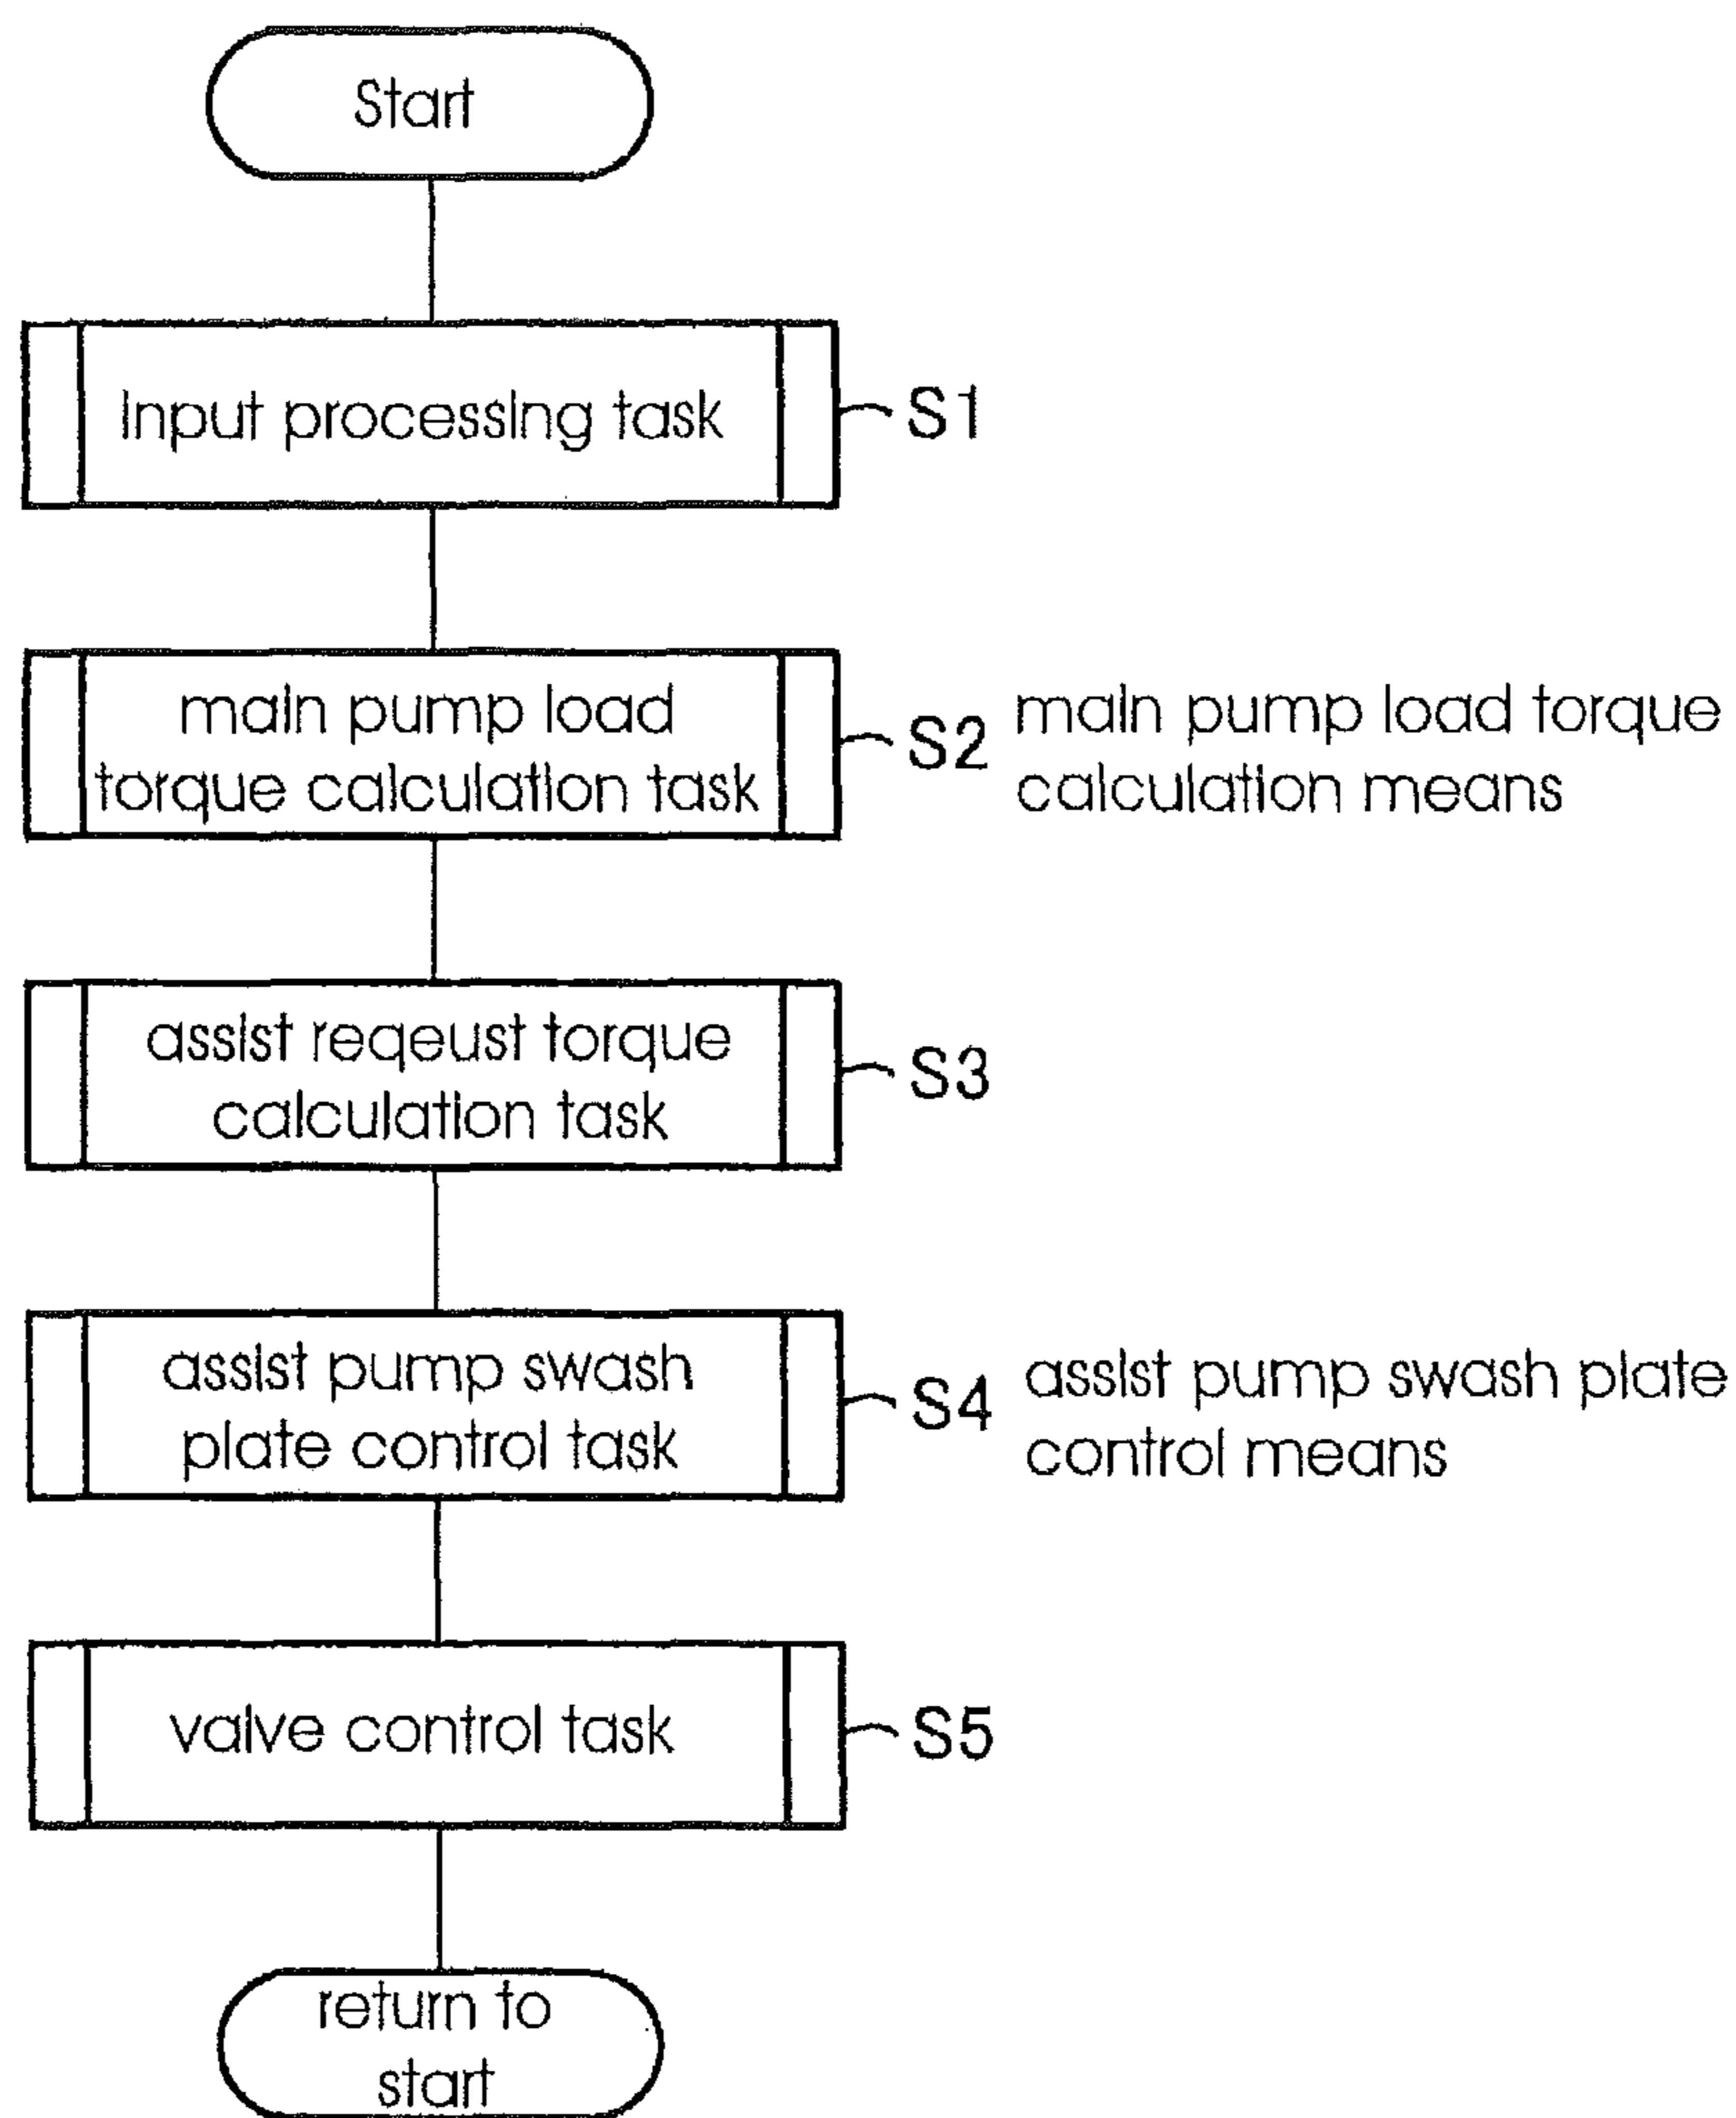 Start
input processing task
S1
main pump load
torque calculation task
S2
main pump load torque
calculation means
assist reqeust torque
calculation task
S3
assist pump swash
plate control task
S4
assist pump swash plate
control means
valve control task
S5
return to
start